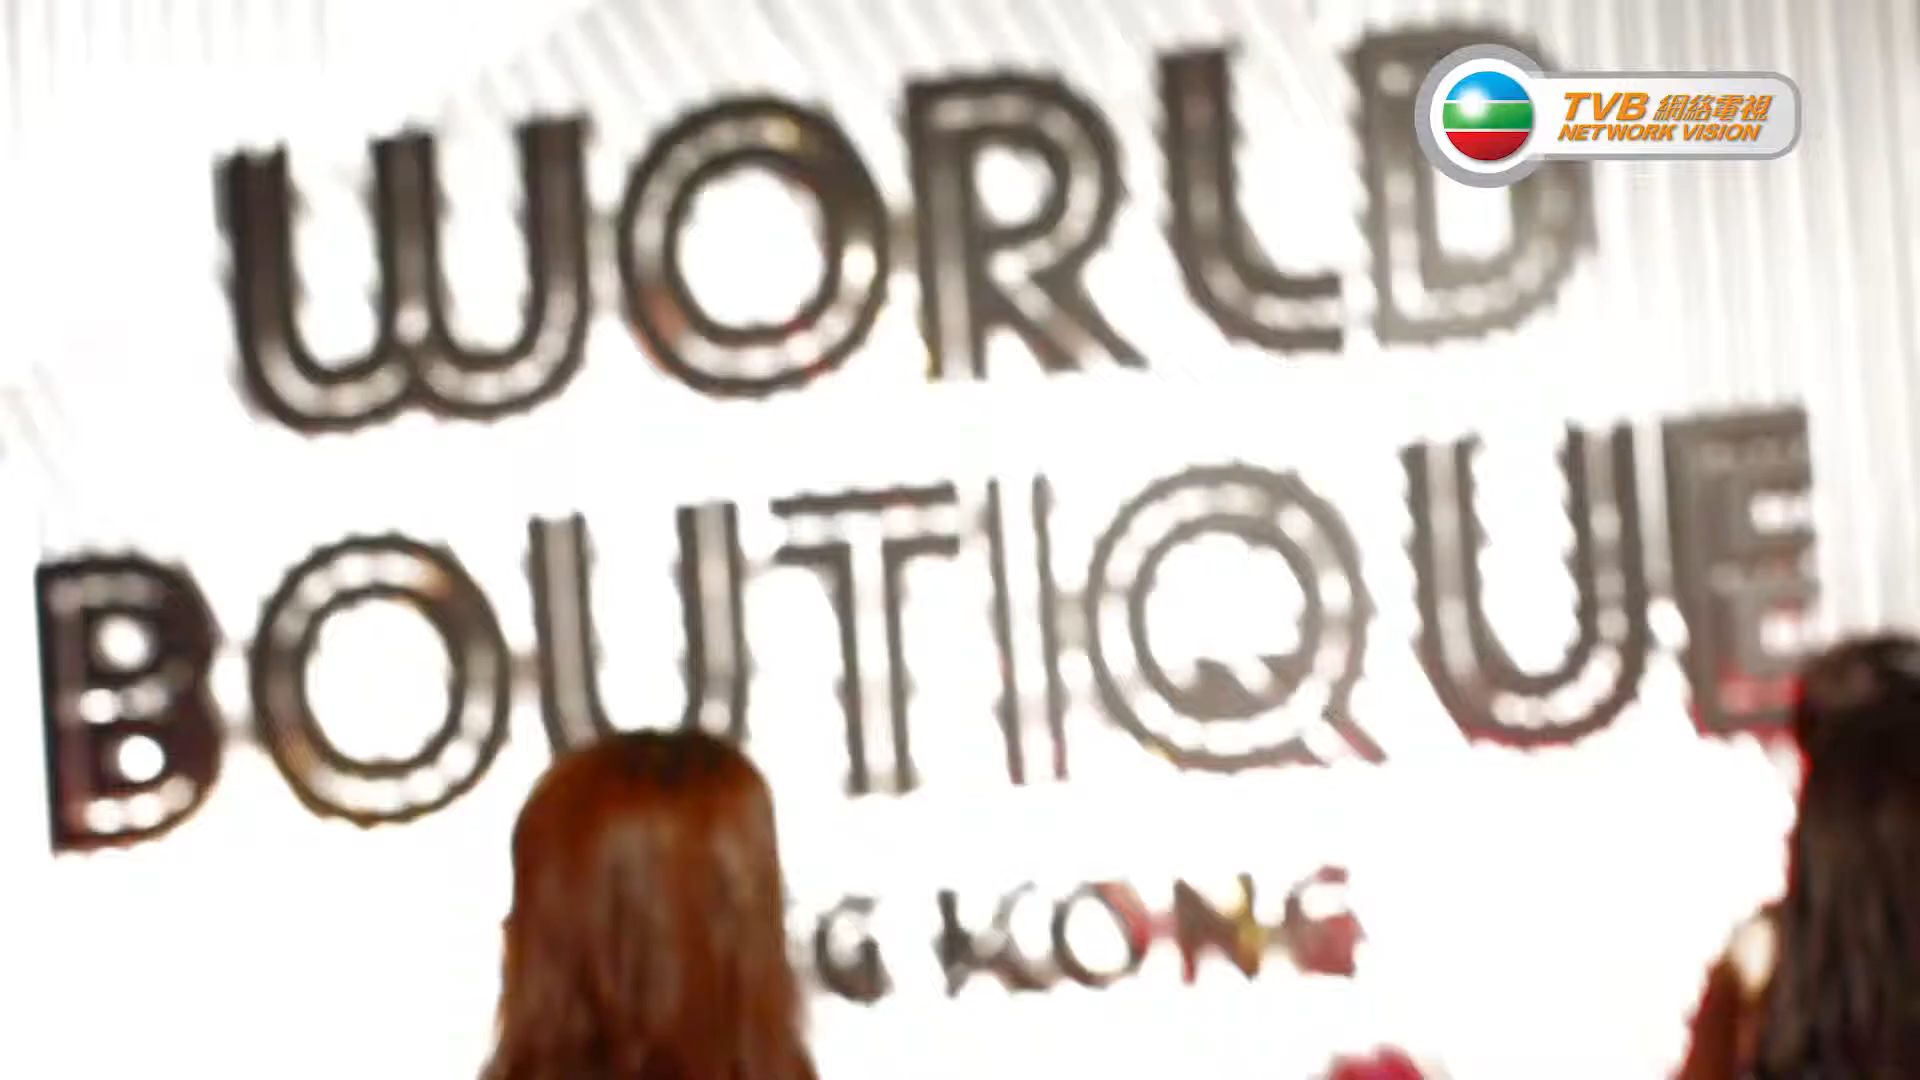 WORLD
BOUTIQUE
KONG
TVB 網絡電視
NETWORK VISION